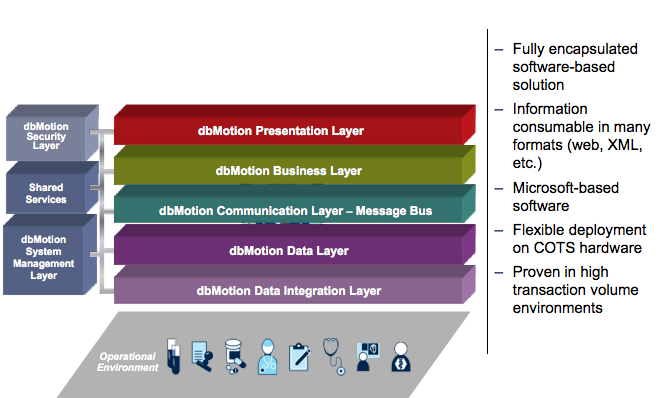 dbMotion
Security
Layer
Shared
Services
dbMotion
System
Management
Layer
dbMotion Presentation Layer
dbMotion Business Layer
dbMotion Communication Layer – Message Bus
dbMotion Data Layer
dbMotion Data Integration Layer
Operational
Environment
– Fully encapsulated
software-based
solution
– Information
consumable in many
formats (web, XML,
etc.)
– Microsoft-based
software
– Flexible deployment
on COTS hardware
– Proven in high
transaction volume
environments